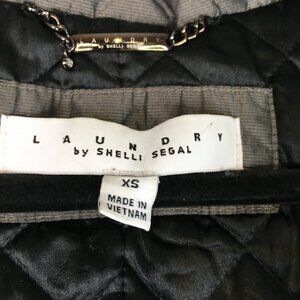 LAUNDRY
by SHELLI SEGAL
LAUNDRY
by SHELLI SEGAL
XS
MADE IN
VIETNAM